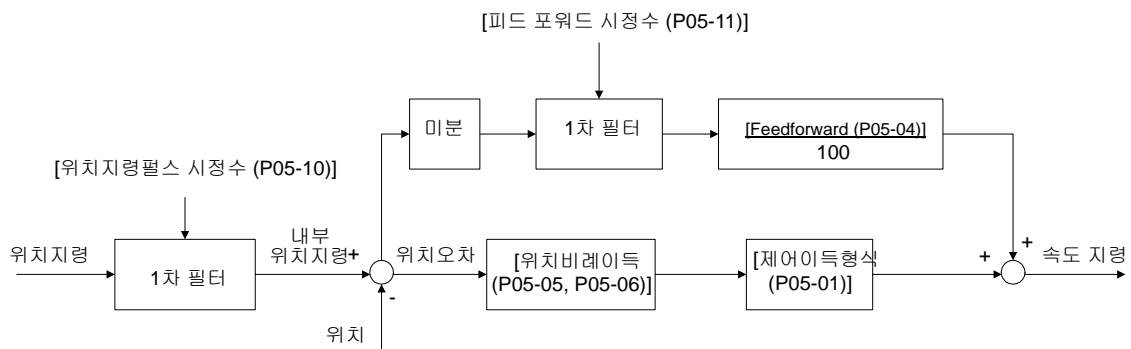 [피드 포워드 시정수 (P05-11)]
미분
1차 필터
[Feedforward (P05-04)]
100
[위치지령펄스 시정수 (P05-10)]
위치지령
1차 필터
내부
위치지령
+
-
위치
위치오차
[위치비례이득
(P05-05, P05-06)]
[제어이득형식
(P05-01)]
+
+
속도 지령